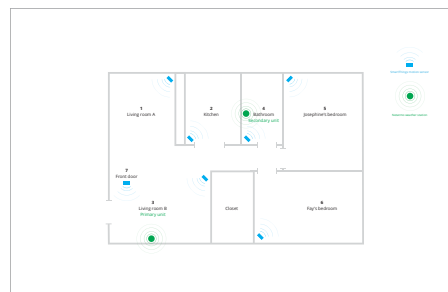 1
Living room A
2
Kitchen
4
Bathroom
Secondary unit
5
Josephine's bedroom
7
Front door
3
Living room B
Primary unit
Closet
6
Fay's bedroom